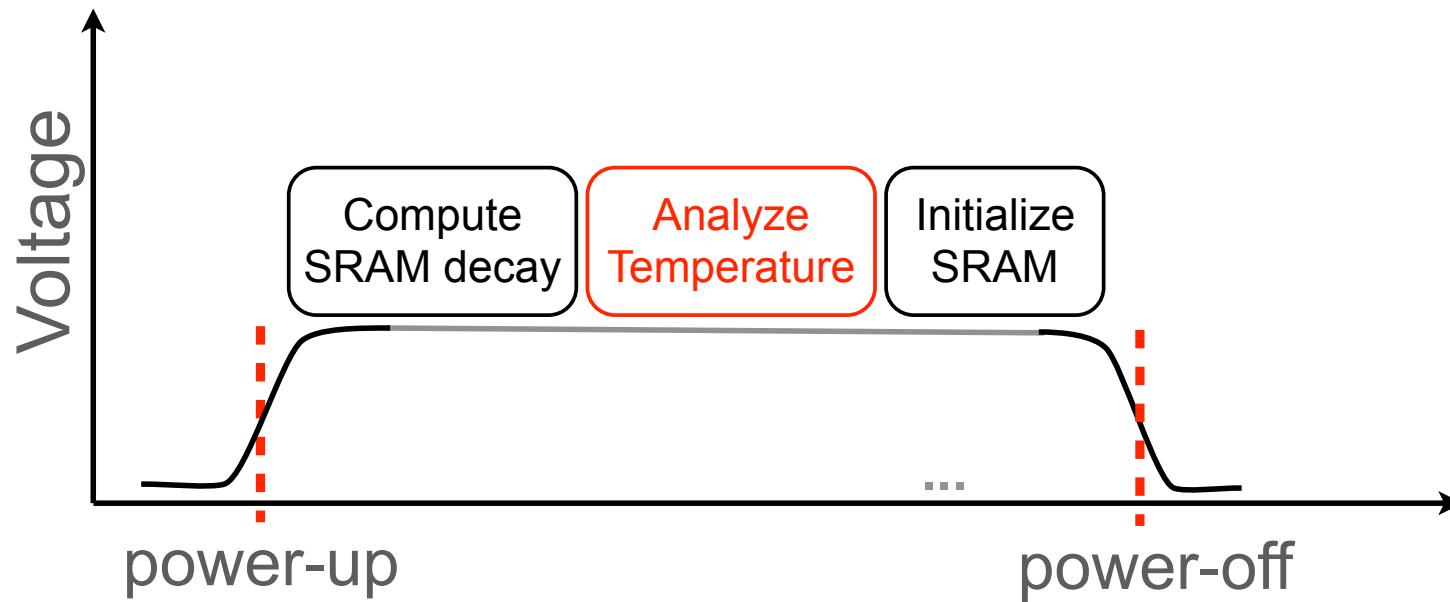 Voltage
Compute
SRAM decay
Analyze
Temperature
Initialize
SRAM
...
power-up
power-off